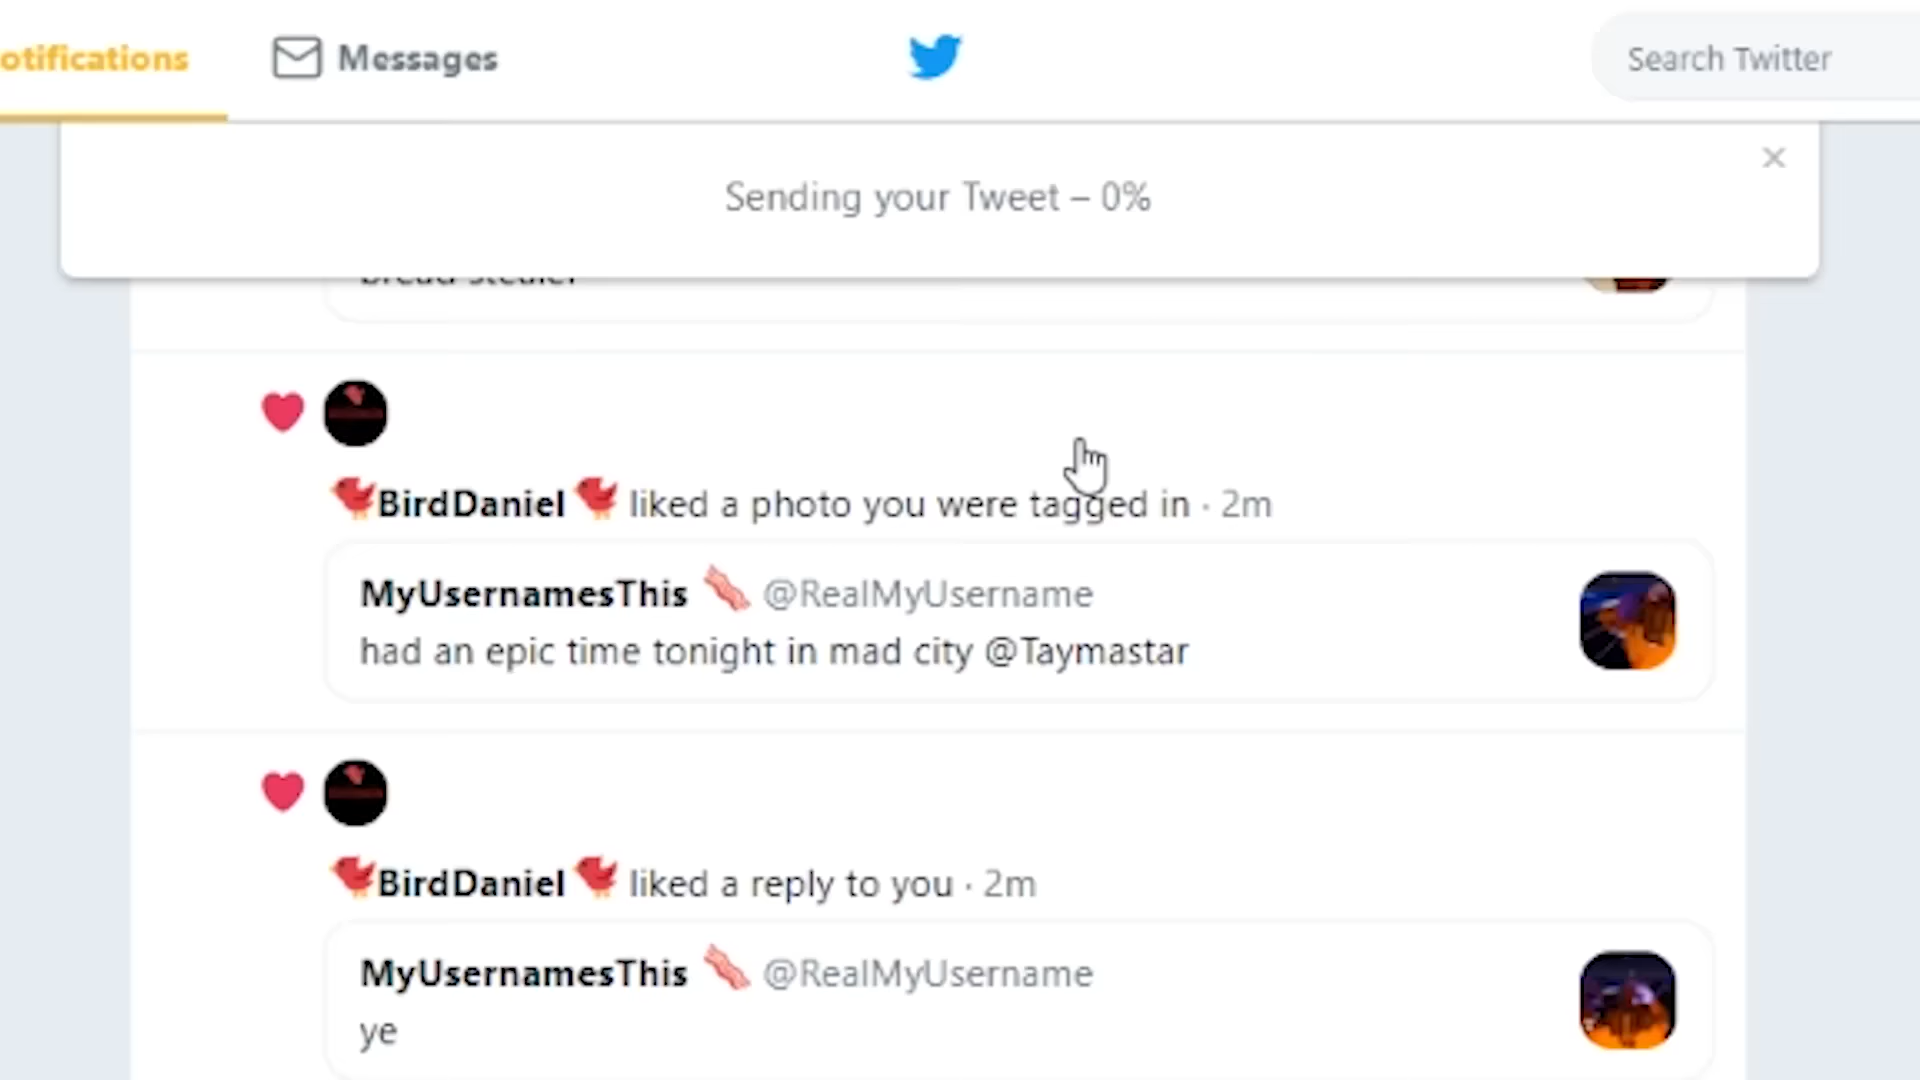 otifications
Messages
Search Twitter
Sending your Tweet – 0%
BirdDaniel liked a photo you were tagged in · 2m
MyUsernamesThis @RealMyUsername
had an epic time tonight in mad city @Taymastar
BirdDaniel liked a reply to you · 2m
MyUsernamesThis @RealMyUsername
ye